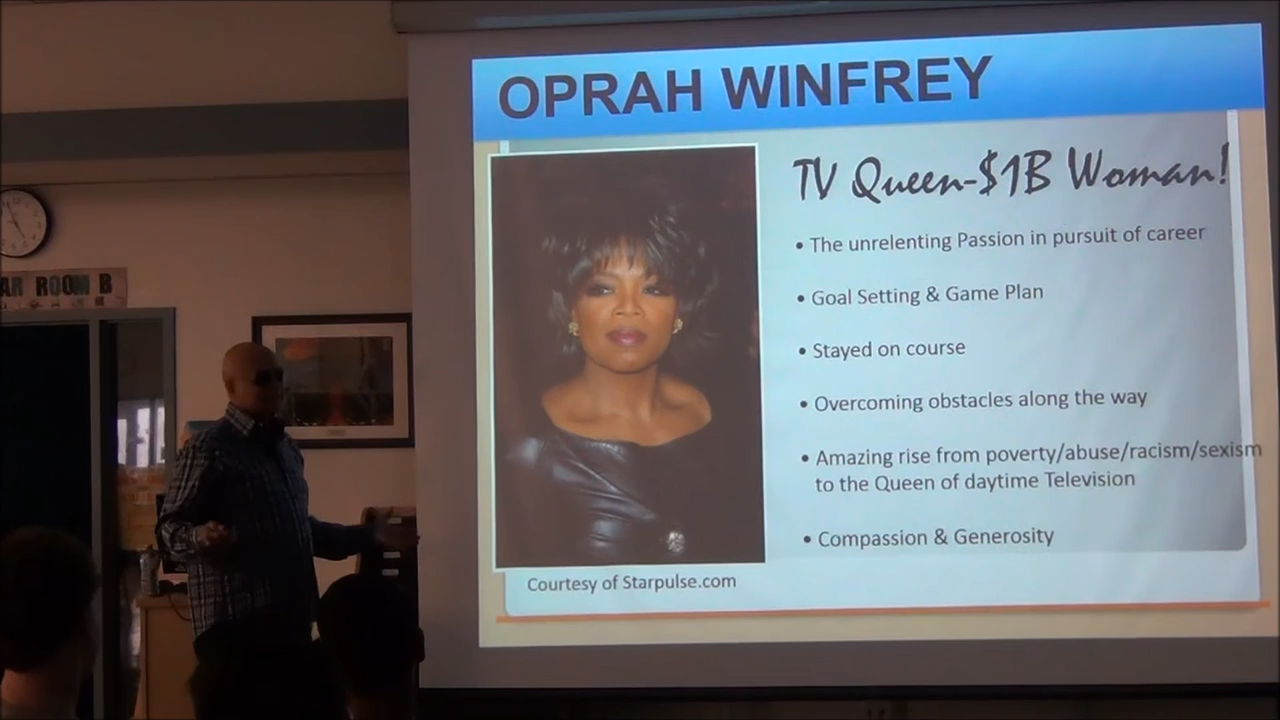 OPRAH WINFREY
TV Queen-$1B Woman!
• The unrelenting Passion in pursuit of career
• Goal Setting & Game Plan
• Stayed on course
• Overcoming obstacles along the way
• Amazing rise from poverty/abuse/racism/sexism
to the Queen of daytime Television
• Compassion & Generosity
Courtesy of Starpulse.com
ROOM B